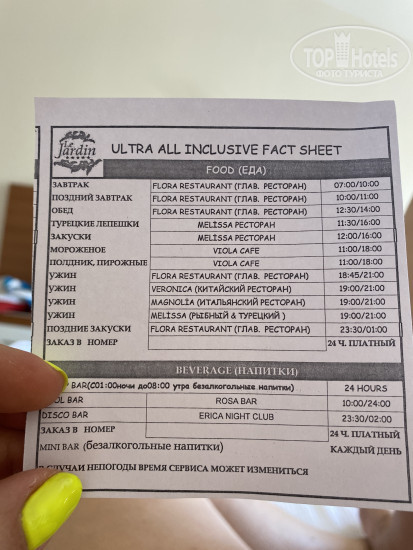 TOPHotels
ФОТО ТУРИСТА
Le Jardin
ULTRA ALL INCLUSIVE FACT SHEET
FOOD (ЕДА)
ЗАВТРАК FLORA RESTAURANT (ГЛАВ. РЕСТОРАН) 07:00/10:00
ПОЗДНИЙ ЗАВТРАК FLORA RESTAURANT (ГЛАВ. РЕСТОРАН) 10:00/11:00
ОБЕД FLORA RESTAURANT (ГЛАВ. РЕСТОРАН) 12:30/14:00
ТУРЕЦКИЕ ЛЕПЕШКИ MELİSSA РЕСТОРАН 11:30/16:00
ЗАКУСКИ MELİSSA РЕСТОРАН 12:00/16:00
МОРОЖЕНОЕ VIOLA CAFE 11:00/18:00
ПОЛДНИК, ПИРОЖНЫЕ VIOLA CAFE 11:00/18:00
УЖИН FLORA RESTAURANT (ГЛАВ. РЕСТОРАН) 18:45/21:00
УЖИН VERONICA (КИТАЙСКИЙ РЕСТОРАН) 19:00/21:00
УЖИН MAGNOLIA (ИТАЛЬЯНСКИЙ РЕСТОРАН) 19:00/21:00
УЖИН MELISSA (РЫБНЫЙ & ТУРЕЦКИЙ ) 19:00/21:00
ПОЗДНИЕ ЗАКУСКИ FLORA RESTAURANT (ГЛАВ. РЕСТОРАН) 23:30/01:00
ЗАКАЗ В НОМЕР 24 Ч. ПЛАТНЫЙ
BEVERAGE (НАПИТКИ)
BAR(С01:00ночи до08:00 утра безалкогольные напитки) 24 HOURS
BAR ROSA BAR 10:00/24:00
DISCO BAR ERICA NIGHT CLUB 23:30/02:00
ЗАКАЗ В НОМЕР 24 Ч. ПЛАТНЫЙ
MINI BAR (безалкогольные напитки) КАЖДЫЙ ДЕНЬ
СЛУЧАИ НЕПОГОДЫ ВРЕМЯ СЕРВИСА МОЖЕТ ИЗМЕНИТЬСЯ